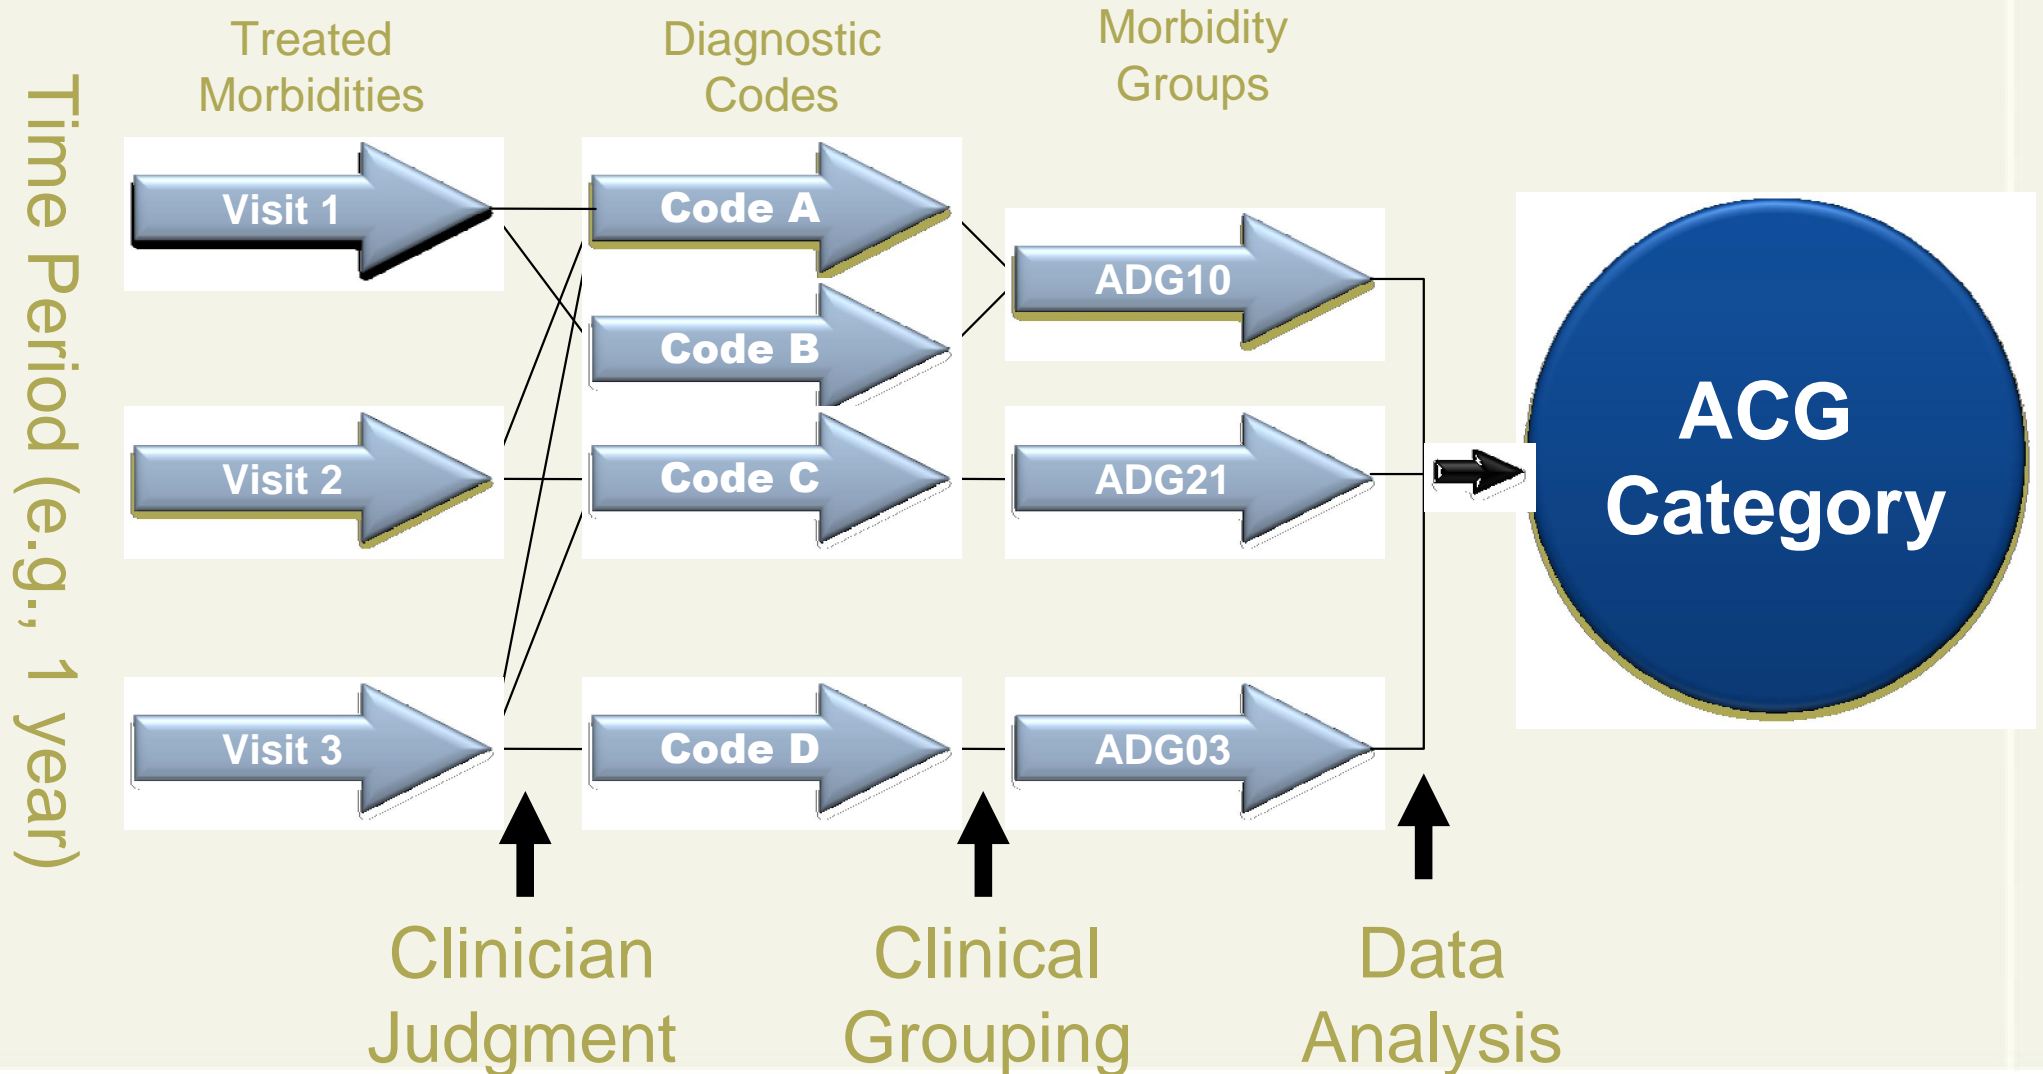 Time Period (e.g., 1 year)
Treated
Morbidities
Diagnostic
Codes
Morbidity
Groups
Visit 1
Code A
Code B
ADG10
Visit 2
Code C
ADG21
Visit 3
Code D
ADG03
ACG
Category
Clinician
Judgment
Clinical
Grouping
Data
Analysis